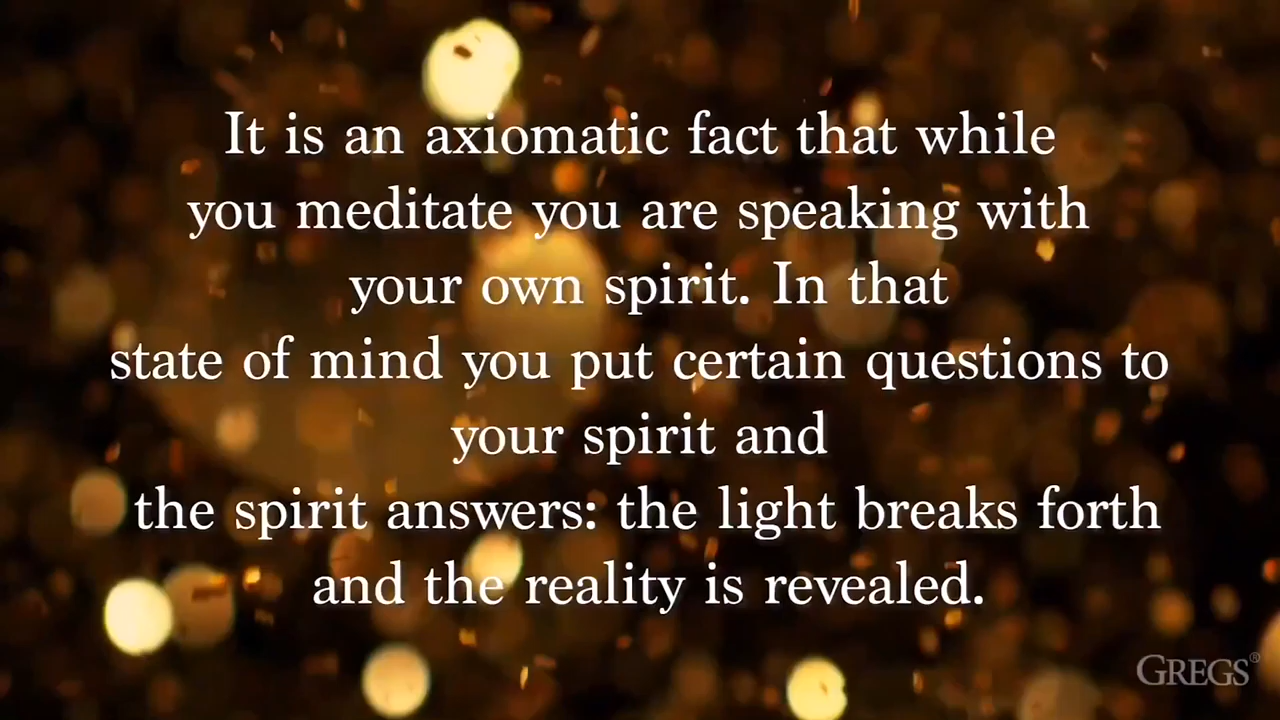 It is an axiomatic fact that while
you meditate you are speaking with
your own spirit. In that
state of mind you put certain questions to
your spirit and
the spirit answers: the light breaks forth
and the reality is revealed.
GREGS®